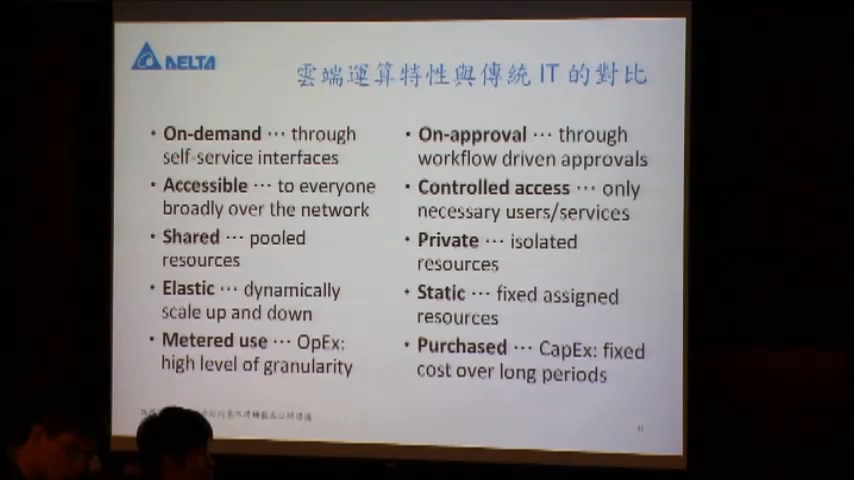 DELTA
雲端運算特性與傳統 IT 的對比
• On-demand ··· through
self-service interfaces
• Accessible ··· to everyone
broadly over the network
• Shared ··· pooled
resources
• Elastic ··· dynamically
scale up and down
• Metered use ··· OpEx:
high level of granularity
• On-approval ··· through
workflow driven approvals
• Controlled access ··· only
necessary users/services
• Private ··· isolated
resources
• Static ··· fixed assigned
resources
• Purchased ··· CapEx: fixed
cost over long periods